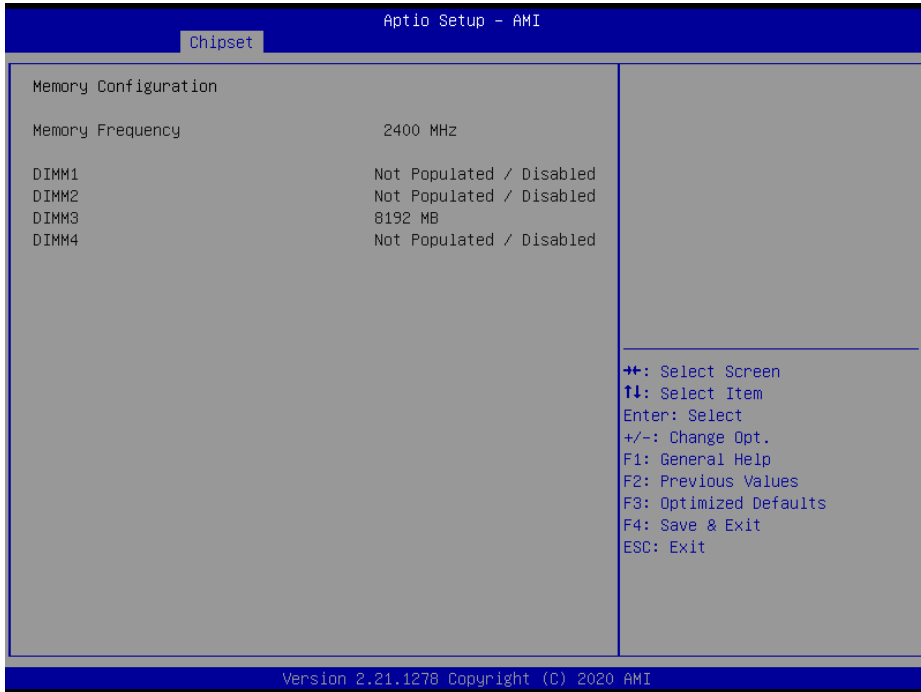 Aptio Setup - AMI
Chipset
Memory Configuration
Memory Frequency 2400 MHz
DIMM1 Not Populated / Disabled
DIMM2 Not Populated / Disabled
DIMM3 8192 MB
DIMM4 Not Populated / Disabled
→←: Select Screen
↑↓: Select Item
Enter: Select
+/-: Change Opt.
F1: General Help
F2: Previous Values
F3: Optimized Defaults
F4: Save & Exit
ESC: Exit
Version 2.21.1278 Copyright (C) 2020 AMI